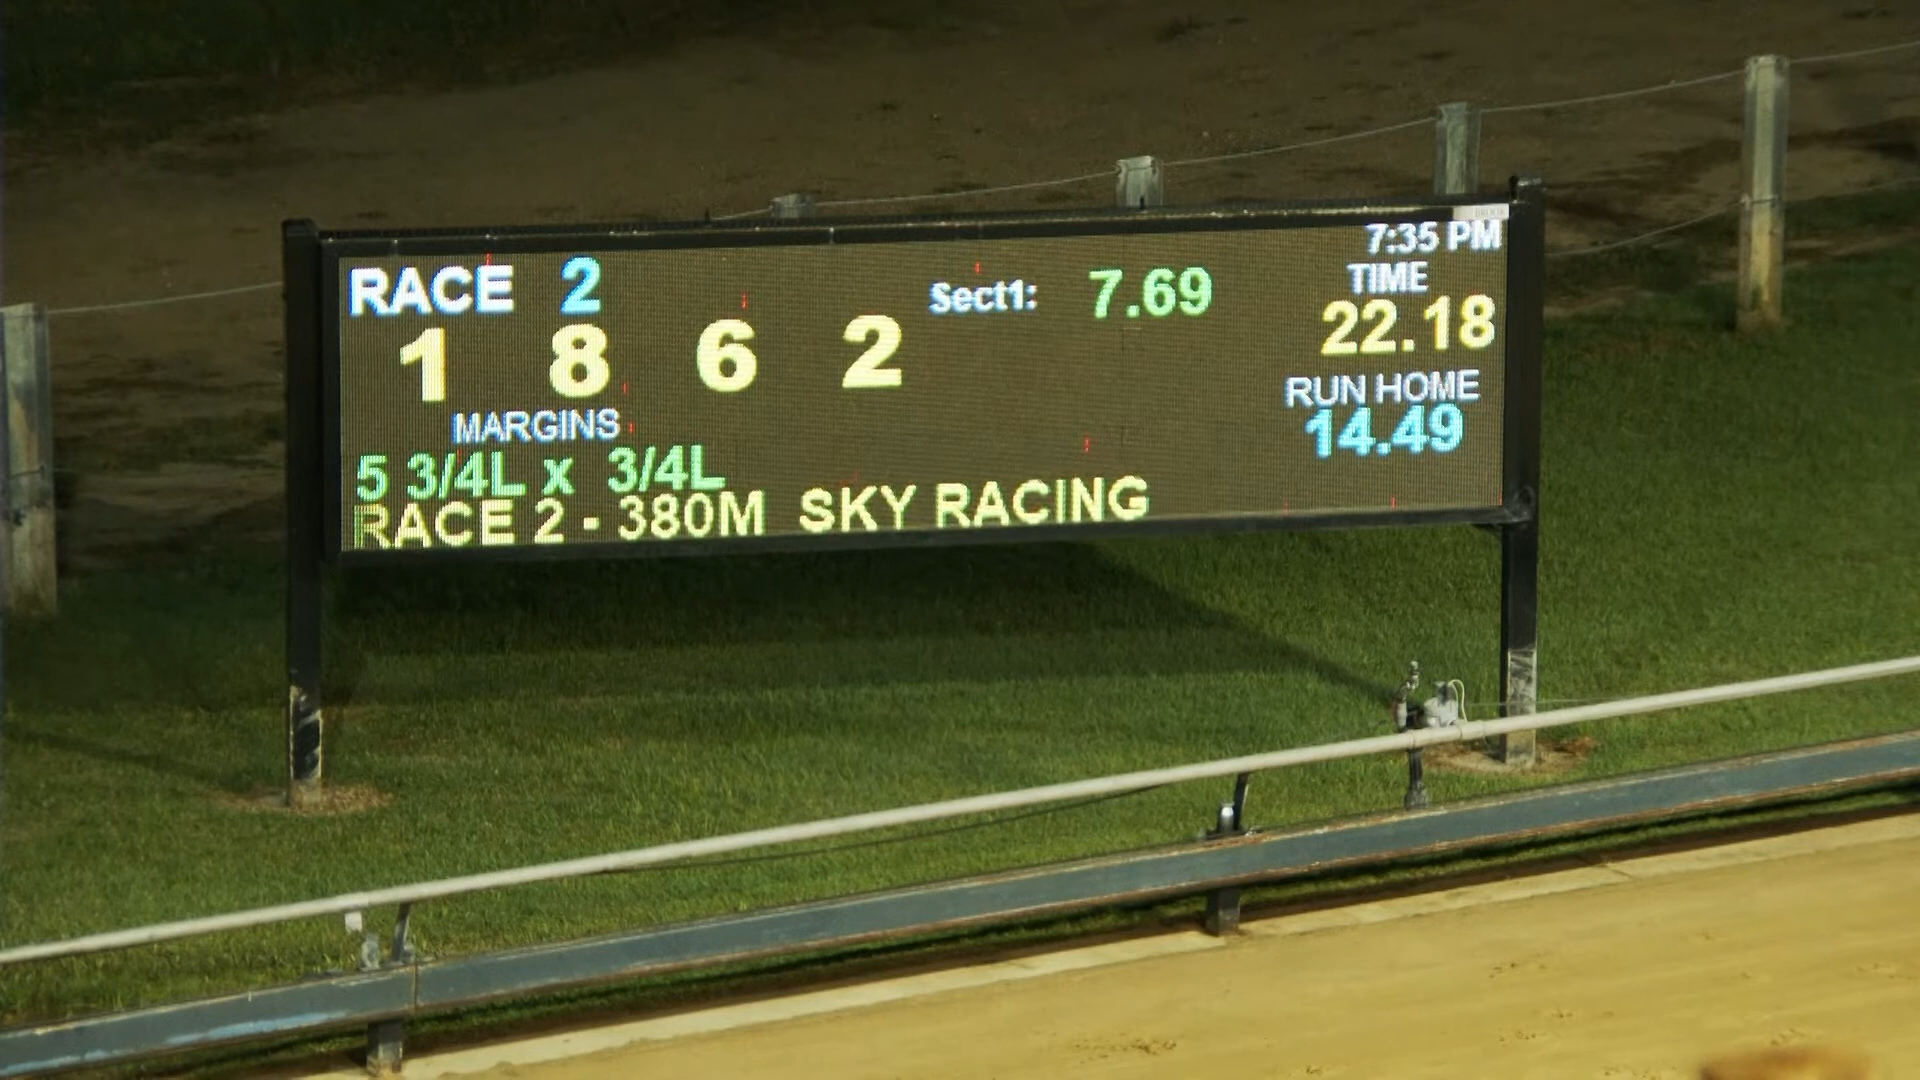 7:35 PM
RACE 2 Sect1: 7.69 TIME
1 8 6 2 22.18
MARGINS RUN HOME
5 3/4L x 3/4L 14.49
RACE 2 - 380M SKY RACING